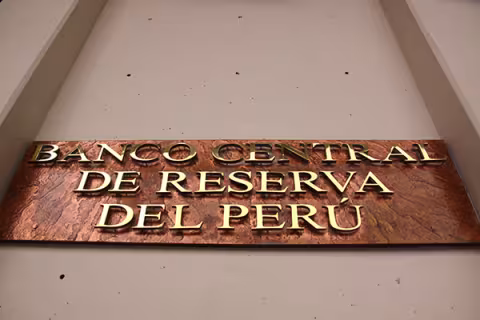 BANCO CENTRAL
DE RESERVA
DEL PERÚ